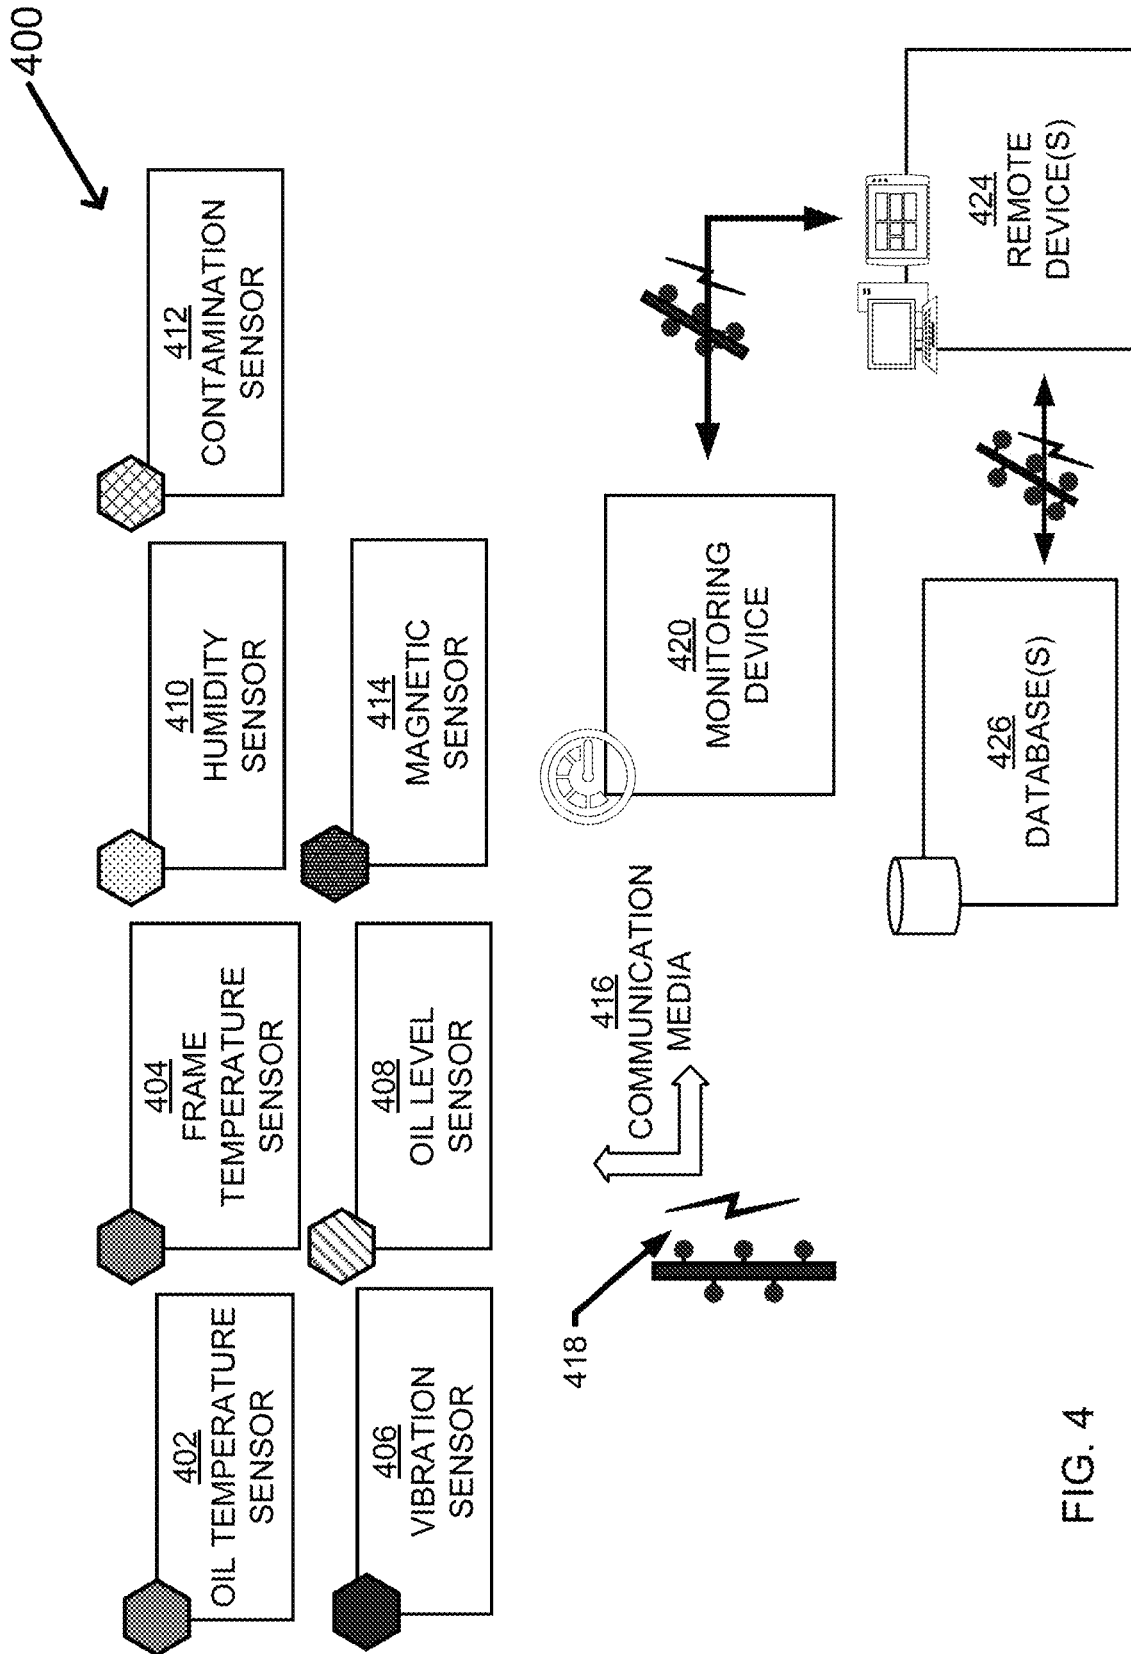 400
402
OIL TEMPERATURE
SENSOR
404
FRAME
TEMPERATURE
SENSOR
410
HUMIDITY
SENSOR
412
CONTAMINATION
SENSOR
406
VIBRATION
SENSOR
408
OIL LEVEL
SENSOR
414
MAGNETIC
SENSOR
418
416
COMMUNICATION
MEDIA
420
MONITORING
DEVICE
426
DATABASE(S)
424
REMOTE
DEVICE(S)
FIG. 4